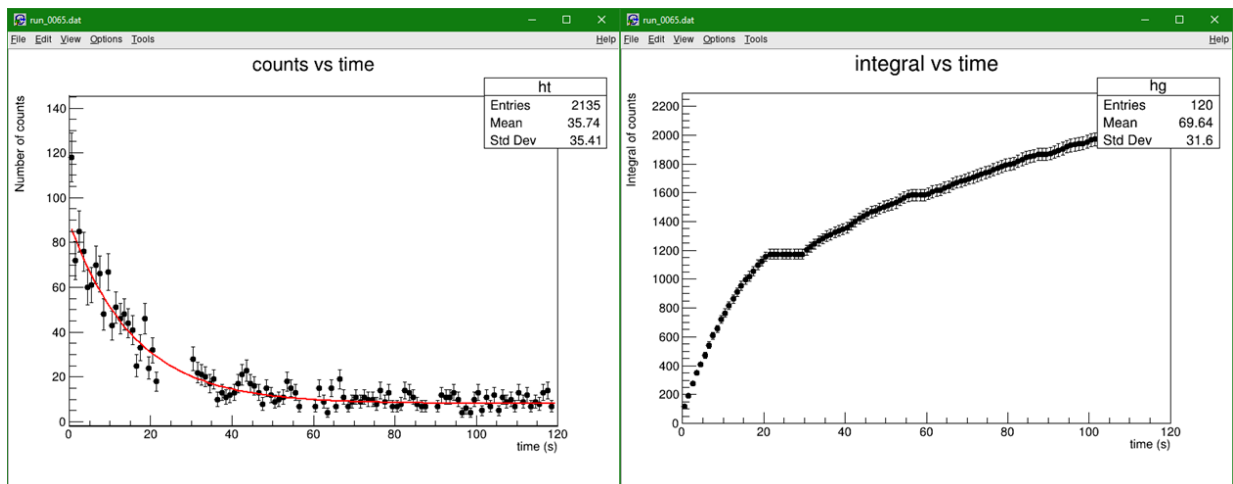 run_0065.dat
File Edit View Options Tools Help
counts vs time
ht
Entries 2135
Mean 35.74
Std Dev 35.41
Number of counts
140
120
100
80
60
40
20
0
0 20 40 60 80 100 120
time (s)
run_0065.dat
File Edit View Options Tools Help
integral vs time
hg
Entries 120
Mean 69.64
Std Dev 31.6
Integral of counts
2200
2000
1800
1600
1400
1200
1000
800
600
400
200
0
0 20 40 60 80 100 120
time (s)